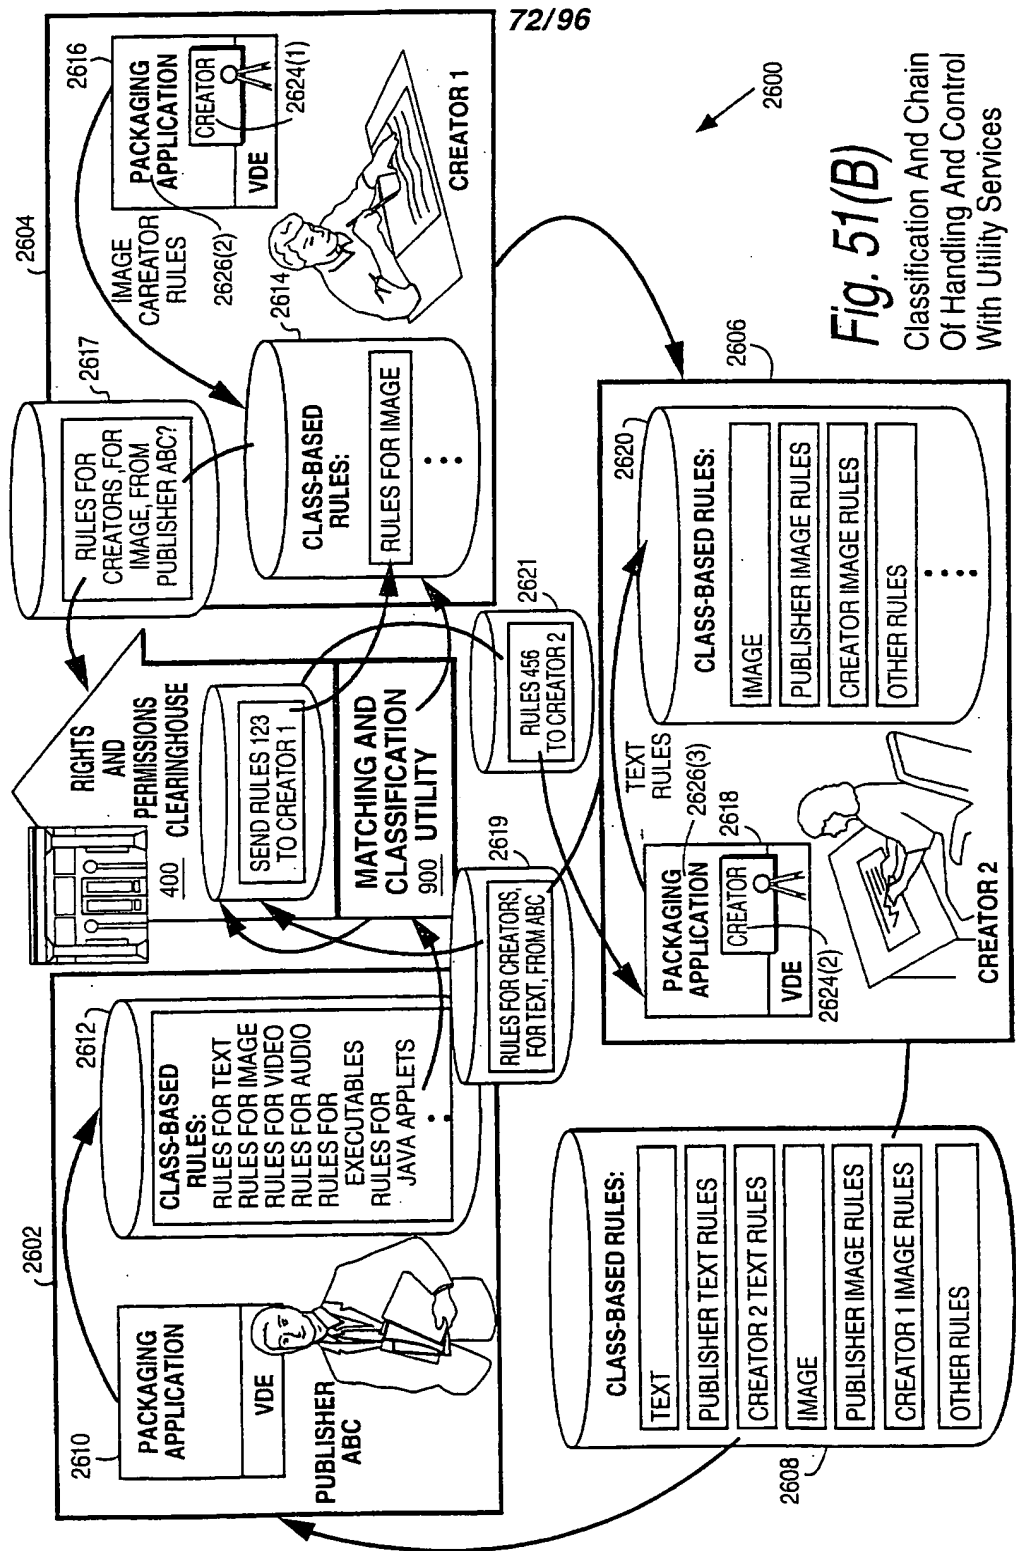 72/96
2602
2610
PACKAGING
APPLICATION
VDE
PUBLISHER
ABC
2612
CLASS-BASED
RULES:
RULES FOR TEXT
RULES FOR IMAGE
RULES FOR VIDEO
RULES FOR AUDIO
RULES FOR
EXECUTABLES
RULES FOR
JAVA APPLETS
RIGHTS
AND
PERMISSIONS
CLEARINGHOUSE
400
SEND RULES 123
TO CREATOR 1
MATCHING AND
CLASSIFICATION
900 UTILITY
2617
RULES FOR
CREATORS ,FOR
IMAGE, FROM
PUBLISHER ABC?
2604
2616
PACKAGING
APPLICATION
CREATOR
VDE
2624(1)
IMAGE
CAREATOR
RULES
2626(2)
2614
CLASS-BASED
RULES:
RULES FOR IMAGE
CREATOR 1
2619
RULES FOR CREATORS,
FOR TEXT, FROM ABC
2621
RULES 456
TO CREATOR 2
2608
CLASS-BASED RULES:
TEXT
PUBLISHER TEXT RULES
CREATOR 2 TEXT RULES
IMAGE
PUBLISHER IMAGE RULES
CREATOR 1 IMAGE RULES
OTHER RULES
PACKAGING
APPLICATION
CREATOR
VDE
2624(2)
TEXT
RULES
2626(3)
2618
CREATOR 2
2620
2606
CLASS-BASED RULES:
IMAGE
PUBLISHER IMAGE RULES
CREATOR IMAGE RULES
OTHER RULES
2600
Fig. 51(B)
Classification And Chain
Of Handling And Control
With Utility Services